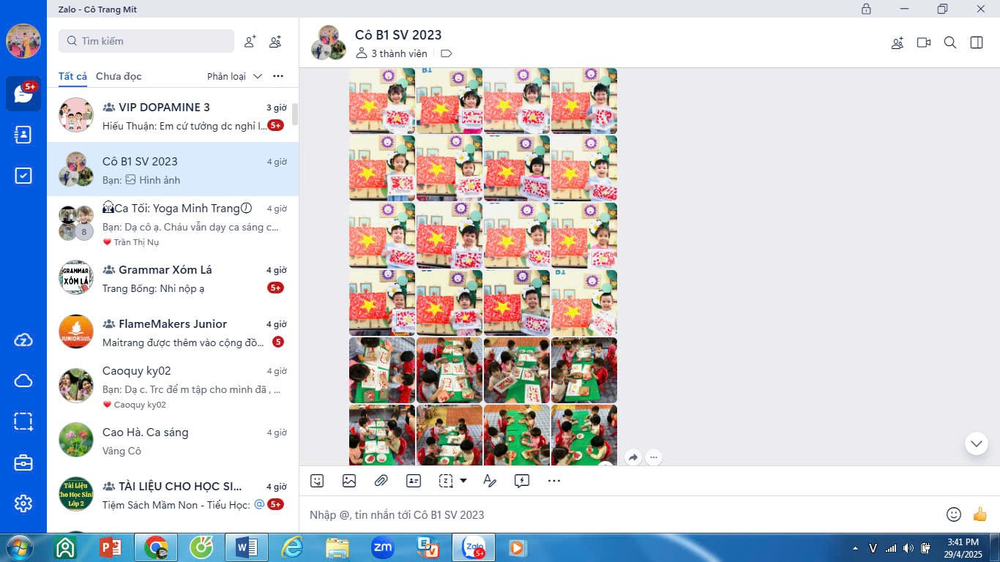 Zalo - Cô Trang Mít
Tìm kiếm
Tất cả Chưa đọc Phân loại
5+
VIP DOPAMINE 3 3 giờ
Hiếu Thuận: Em cứ tưởng dc nghỉ l... 5+
Cô B1 SV 2023 4 giờ
Bạn: Hình ảnh
Ca Tối: Yoga Minh Trang 4 giờ
8
Bạn: Dạ cô ạ. Cháu vẫn dạy ca sáng c...
Trần Thị Nụ
GRAMMAR
XÓM LÁ
Grammar Xóm Lá 4 giờ
Trang Bống: Nhi nộp ạ 5+
JUNIOR
FlameMakers Junior 4 giờ
Maitrang được thêm vào cộng đồ... 5
Caoquy ky02 4 giờ
Bạn: Dạ c. Trc để m tập cho mình đã , ...
Caoquy ky02
Cao Hà. Ca sáng 4 giờ
Vâng Cô
Tài Liệu
Cho Học Sinh
Lớp 2
TÀI LIỆU CHO HỌC SI... 4 giờ
Tiệm Sách Mầm Non - Tiểu Học: @ 5+
Cô B1 SV 2023
3 thành viên
B1
B1
Nhập @, tin nhắn tới Cô B1 SV 2023
zm
Zalo
5+
V
3:41 PM
29/4/2025